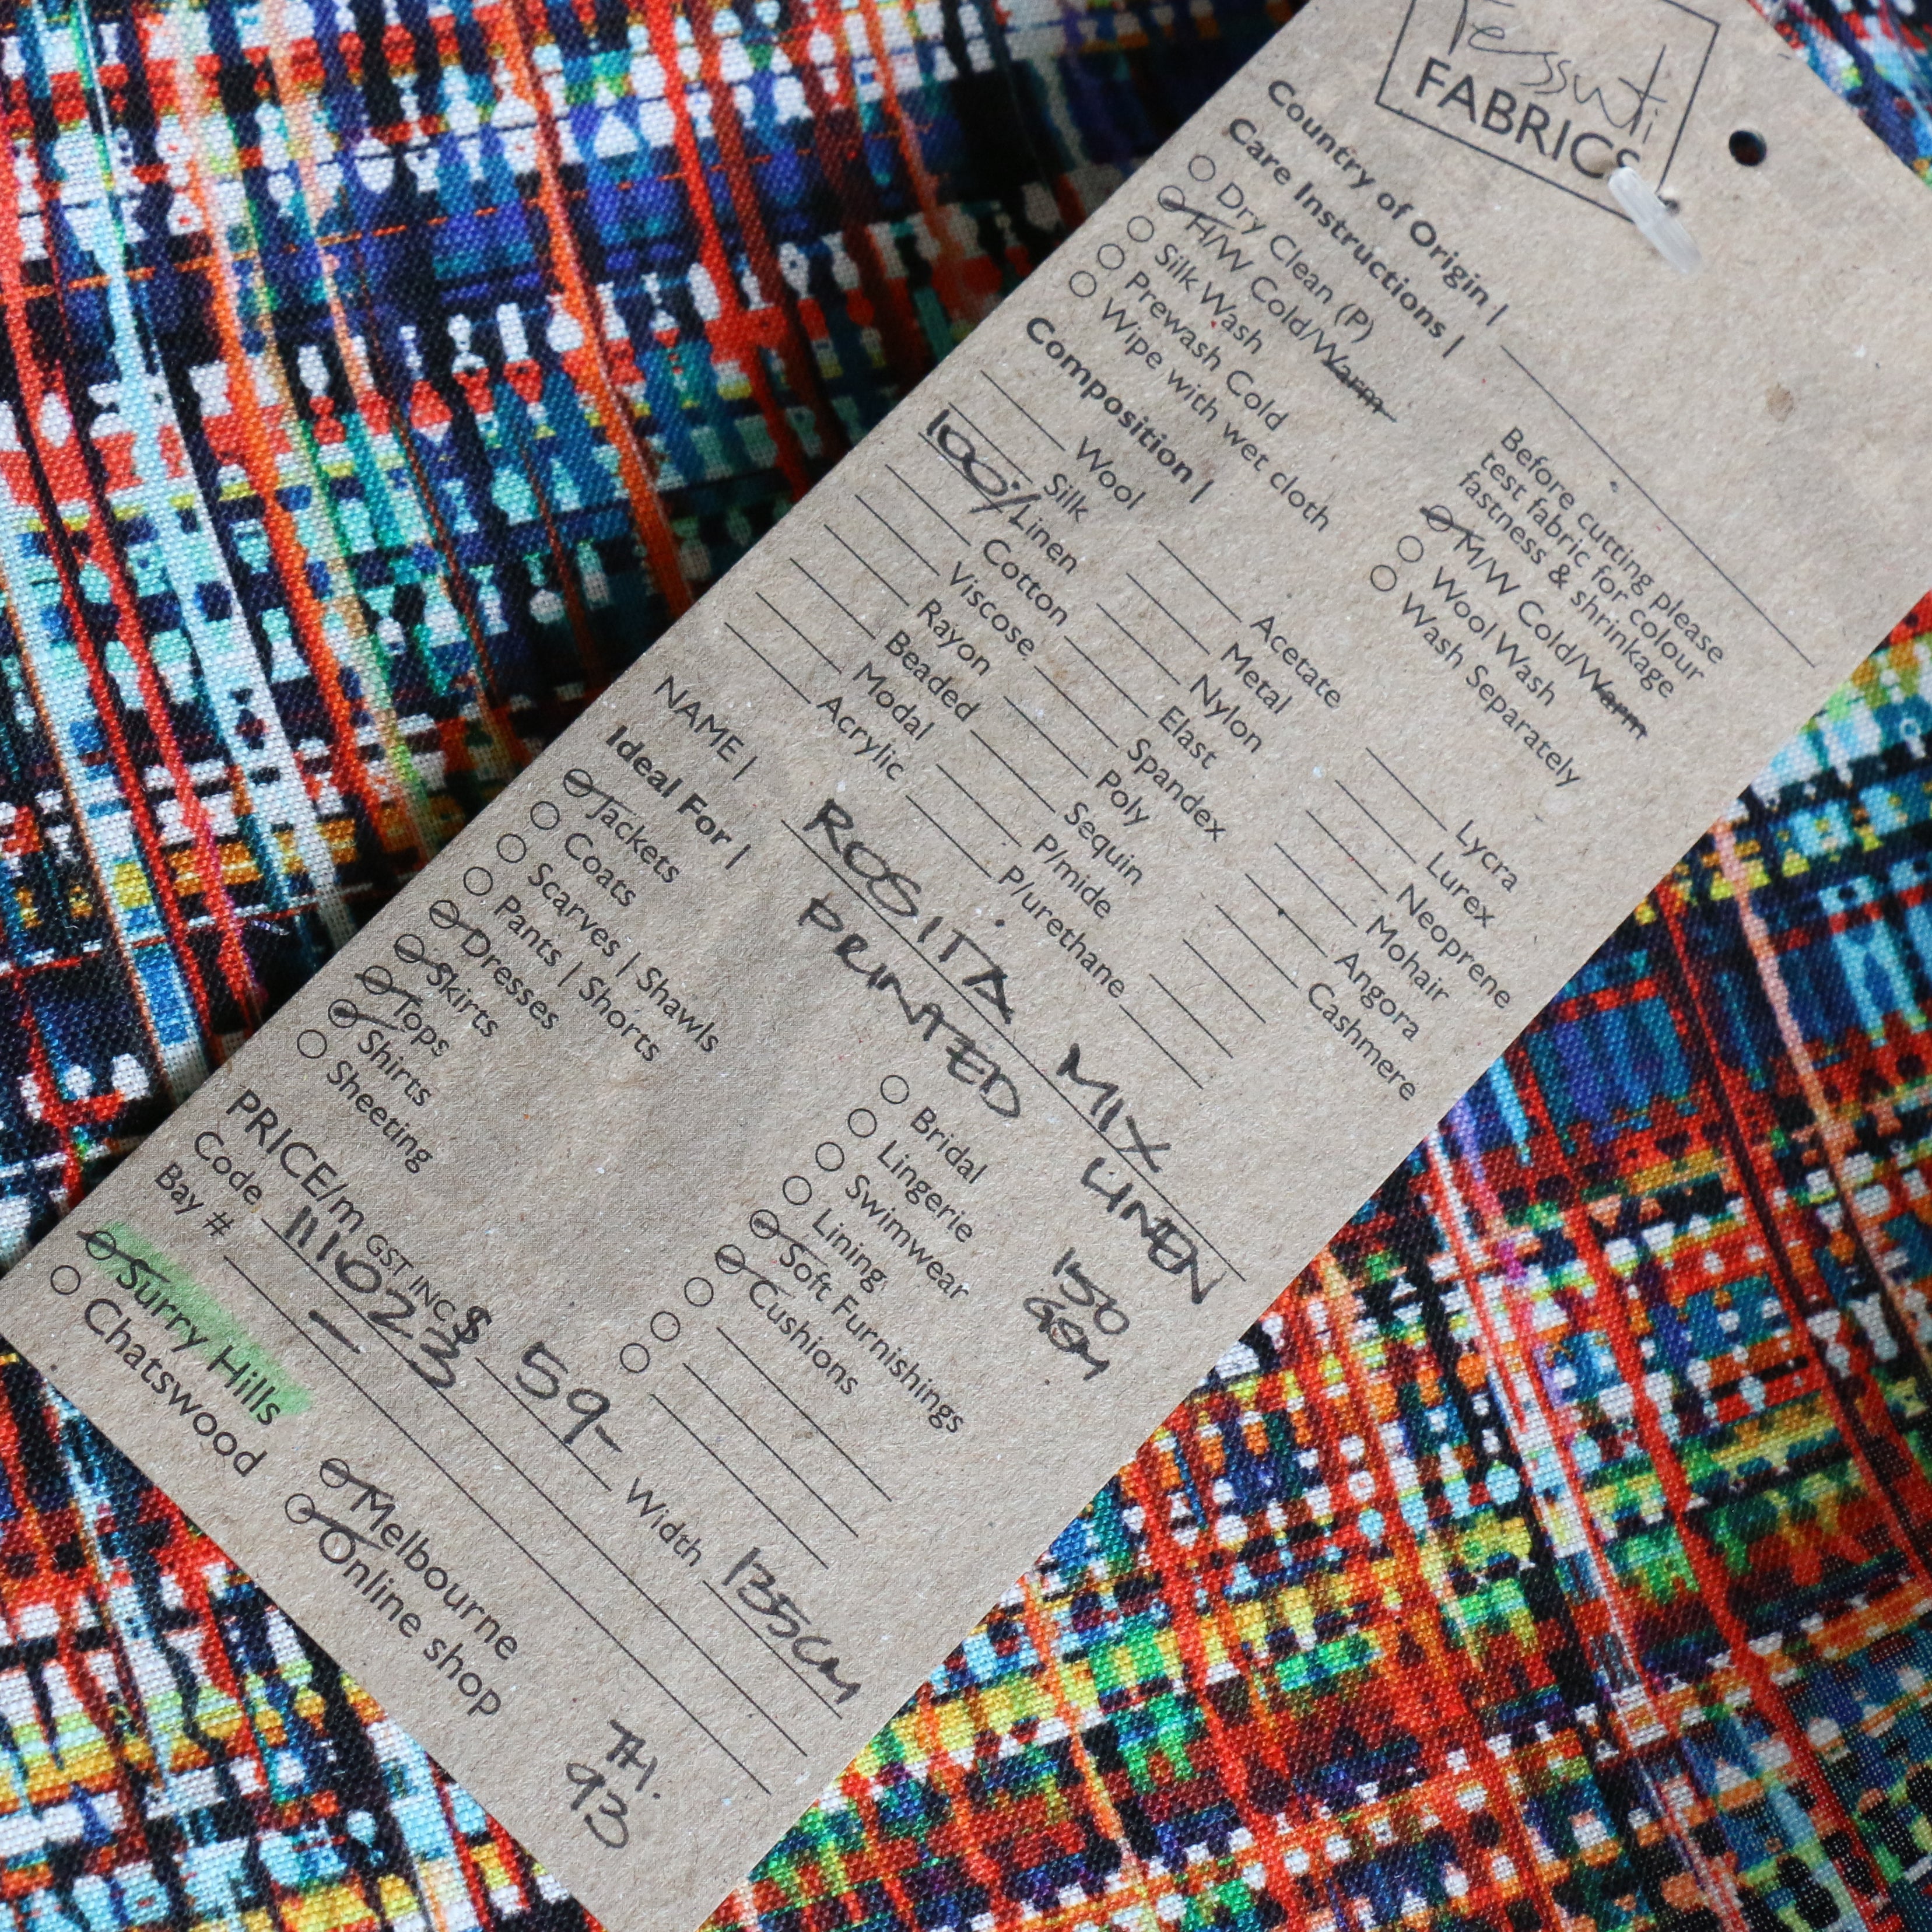 Tessuti
FABRICS
Country of Origin |
Care Instructions |
Before cutting please
test fabric for colour
fastness & shrinkage
Dry Clean (P)
H/W Cold/Warm
Silk Wash
Prewash Cold
Wipe with wet cloth
M/W Cold/Warm
Wool Wash
Wash Separately
Composition |
Wool
Silk
100% Linen
Cotton
Viscose
Rayon
Beaded
Modal
Acrylic
Acetate
Metal
Nylon
Elast
Spandex
Poly
Sequin
P/mide
P/urethane
Lycra
Lurex
Neoprene
Mohair
Angora
Cashmere
NAME | ROSITA MIX
PRINTED LINEN
150
GSM
Ideal For |
Jackets
Coats
Scarves | Shawls
Pants | Shorts
Dresses
Skirts
Tops
Shirts
Sheeting
Bridal
Lingerie
Swimwear
Lining
Soft Furnishings
Cushions
PRICE/m GST INC $ 59- Width 135cm
Code 111023
Bay # —
Surry Hills
Chatswood
Melbourne
Online shop
TH.
93